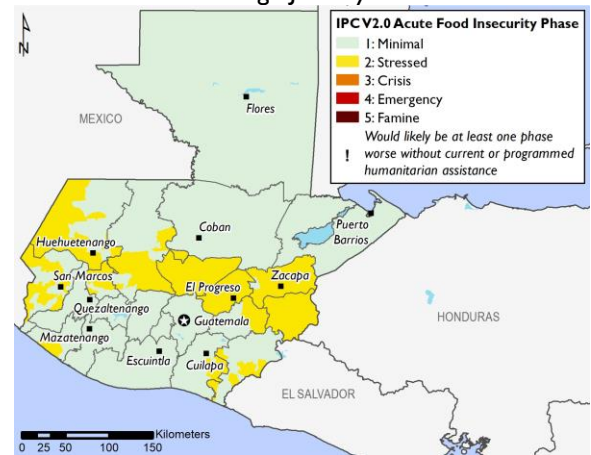 IPC V2.0 Acute Food Insecurity Phase
1: Minimal
2: Stressed
3: Crisis
4: Emergency
5: Famine
! Would likely be at least one phase
worse without current or programmed
humanitarian assistance
MEXICO
Flores
Coban
Puerto
Barrios
Huehuetenango
San Marcos
El Progreso
Zacapa
Quezaltenango
Guatemala
HONDURAS
Mazatenango
Escuintla
Cuilapa
EL SALVADOR
Kilometers
0 25 50 100 150
N